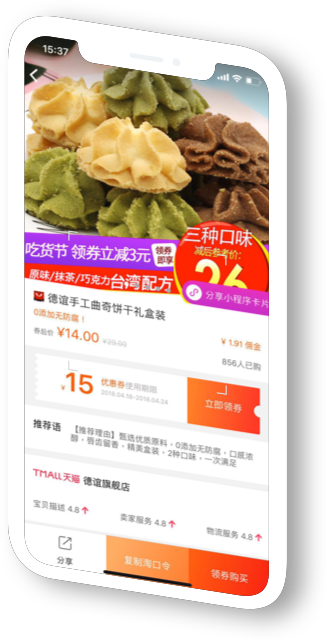 15:37
吃货节 领券立减3元
领券
即享
三种口味
减后参考价:
26
原味/抹茶/巧克力
台湾配方
分享小程序卡片
德谊手工曲奇饼干礼盒装
¥ 1.91 佣金
0添加无防腐！
券后价 ¥14.00
856人已购
¥15 优惠券使用期限
2018.04.18-2018.04.24
立即领券
推荐语 【推荐理由】甄选优质原料，0添加无防腐，口感浓
醇，唇齿留香，精美盒装，2种口味，一次满足
TMALL天猫 德谊旗舰店
宝贝描述 4.8
卖家服务 4.8
物流服务 4.8
分享
复制淘口令
领券购买